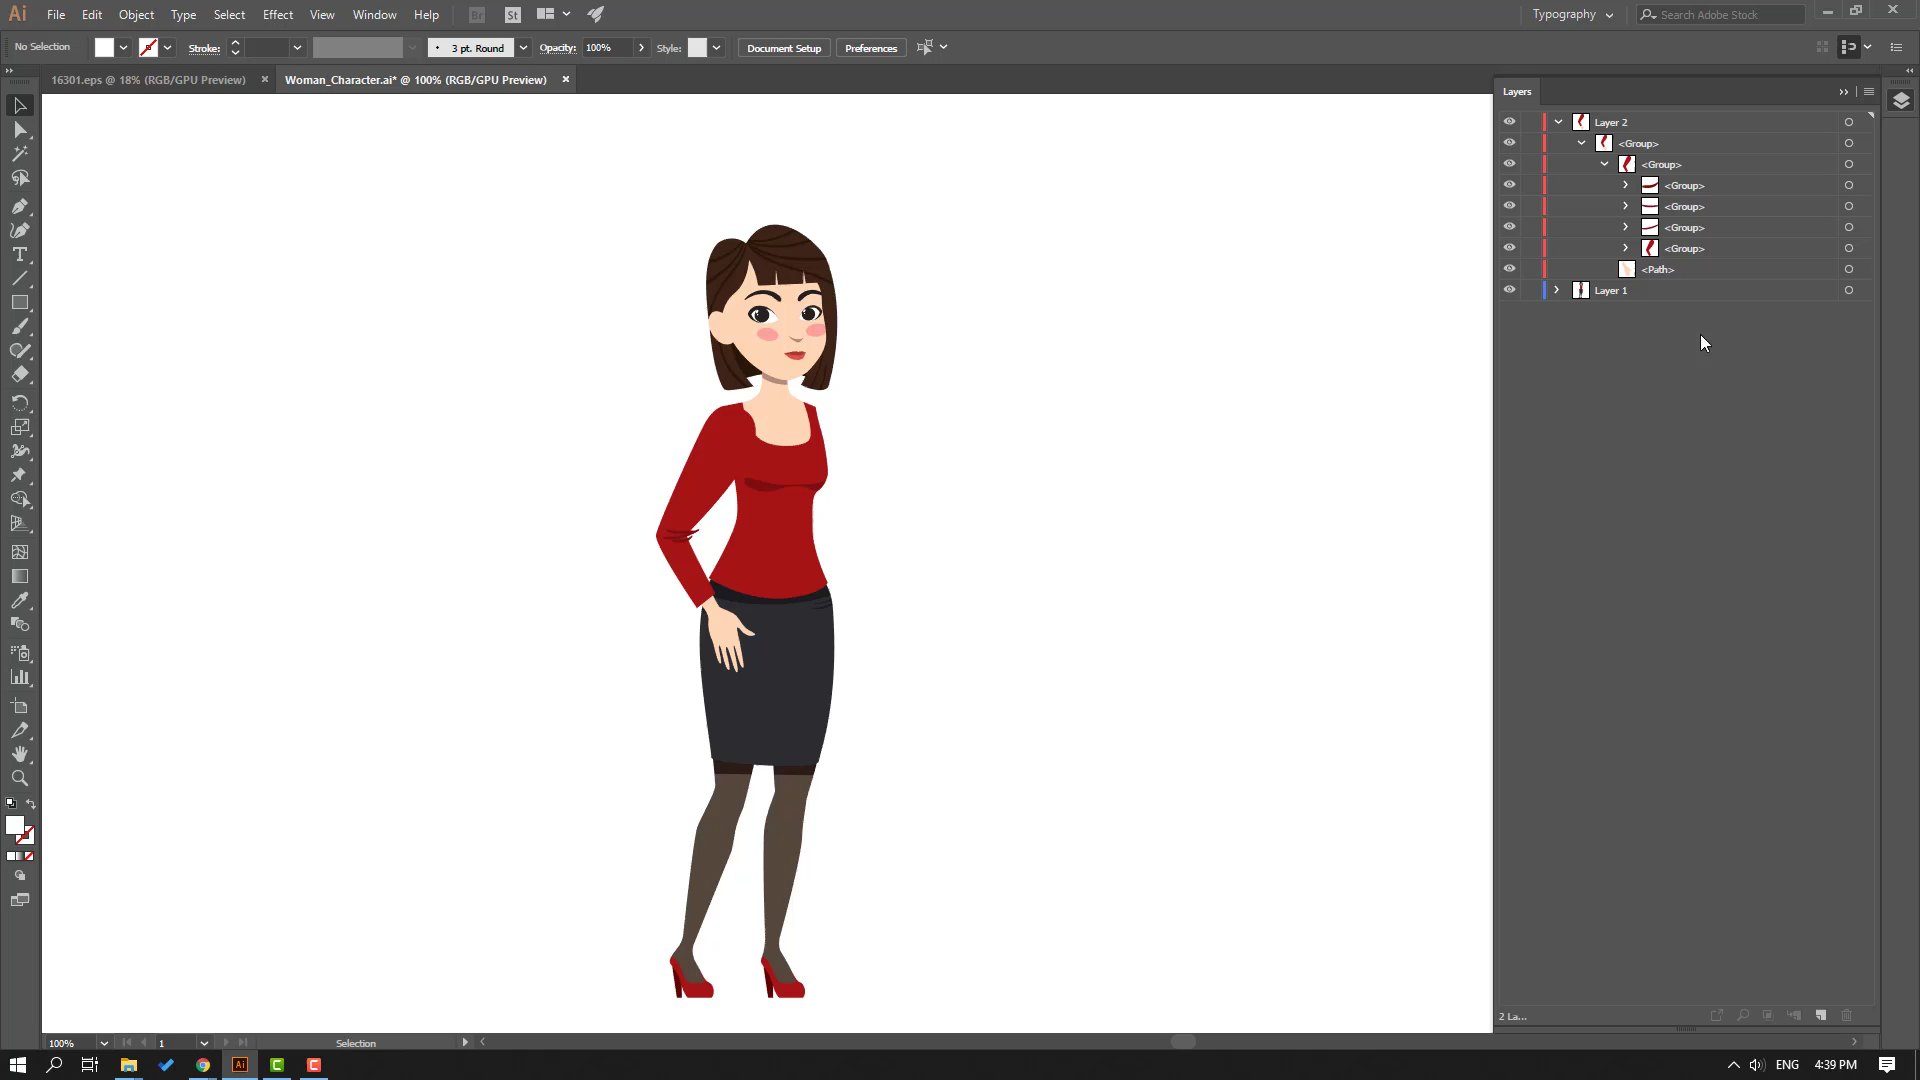 Ai File Edit Object Type Select Effect View Window Help Br St Typography Search Adobe Stock
No Selection Stroke: 3 pt. Round Opacity: 100% Style: Document Setup Preferences
16301.eps @ 18% (RGB/GPU Preview) Woman_Character.ai* @ 100% (RGB/GPU Preview)
Layers
Layer 2
<Group>
<Group>
<Group>
<Group>
<Group>
<Group>
<Path>
Layer 1
2 La...
100% 1 Selection
Ai C C ENG 4:39 PM